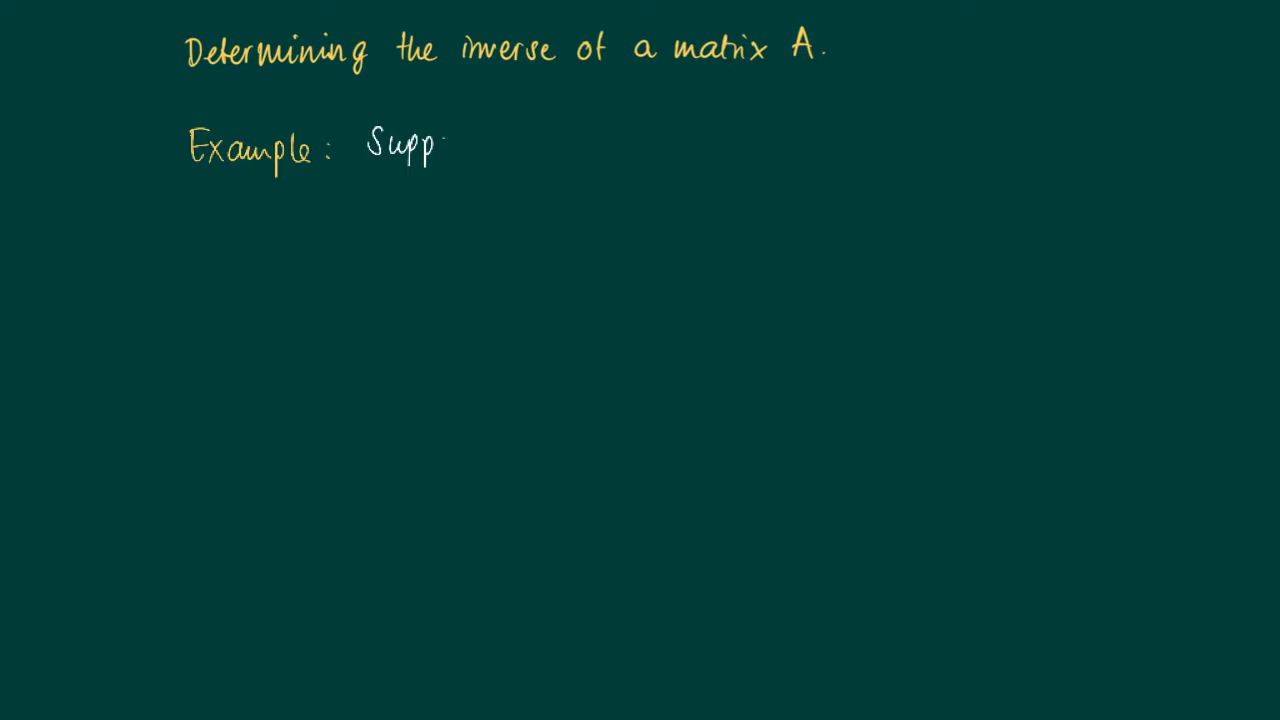 Determining the inverse of a matrix A.
Example: Supp